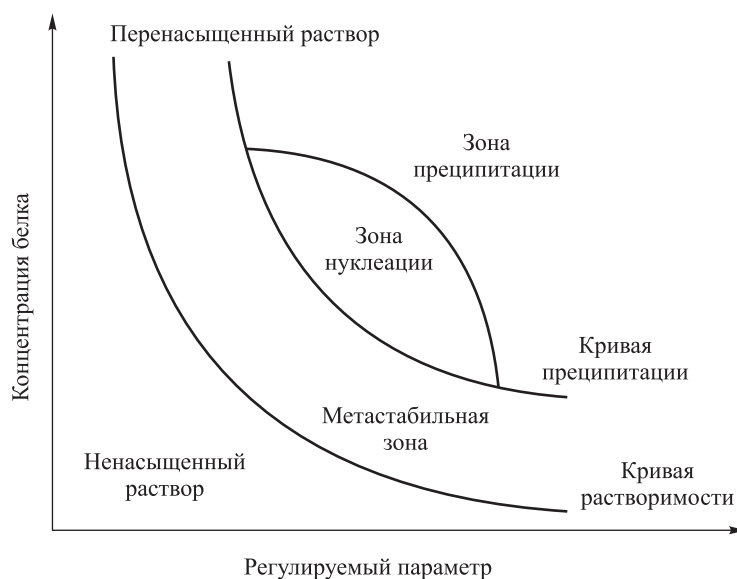 Перенасыщенный раствор
Зона
преципитации
Концентрация белка
Зона
нуклеации
Кривая
преципитации
Метастабильная
зона
Ненасыщенный
раствор
Кривая
растворимости
Регулируемый параметр